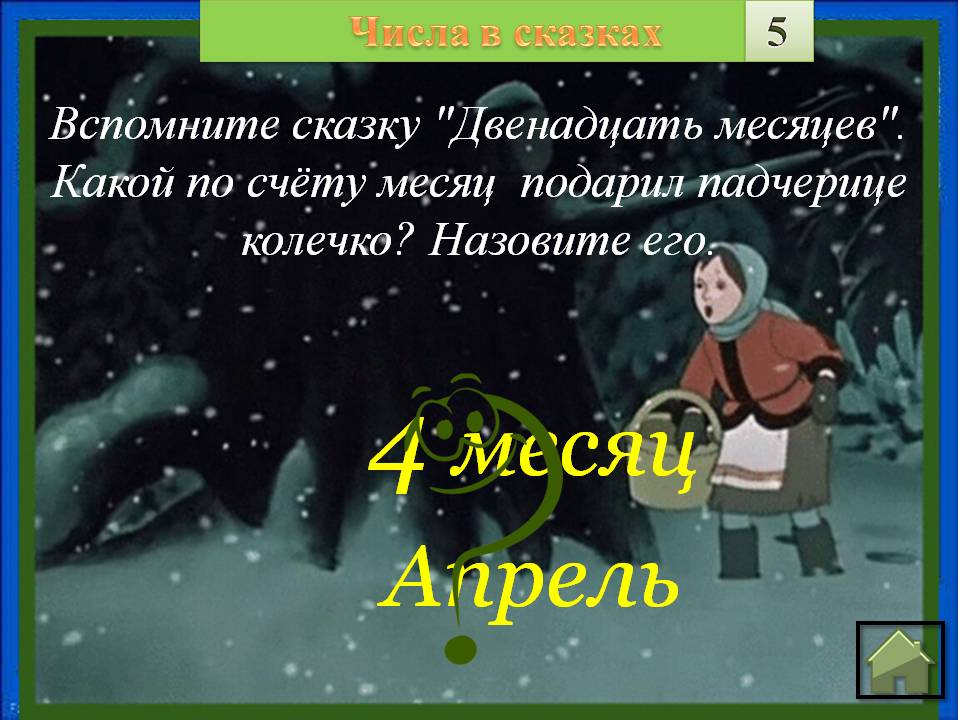 Числа в сказках
5
Вспомните сказку "Двенадцать месяцев".
Какой по счёту месяц подарил падчерице
колечко? Назовите его.
4 месяц
Апрель
?